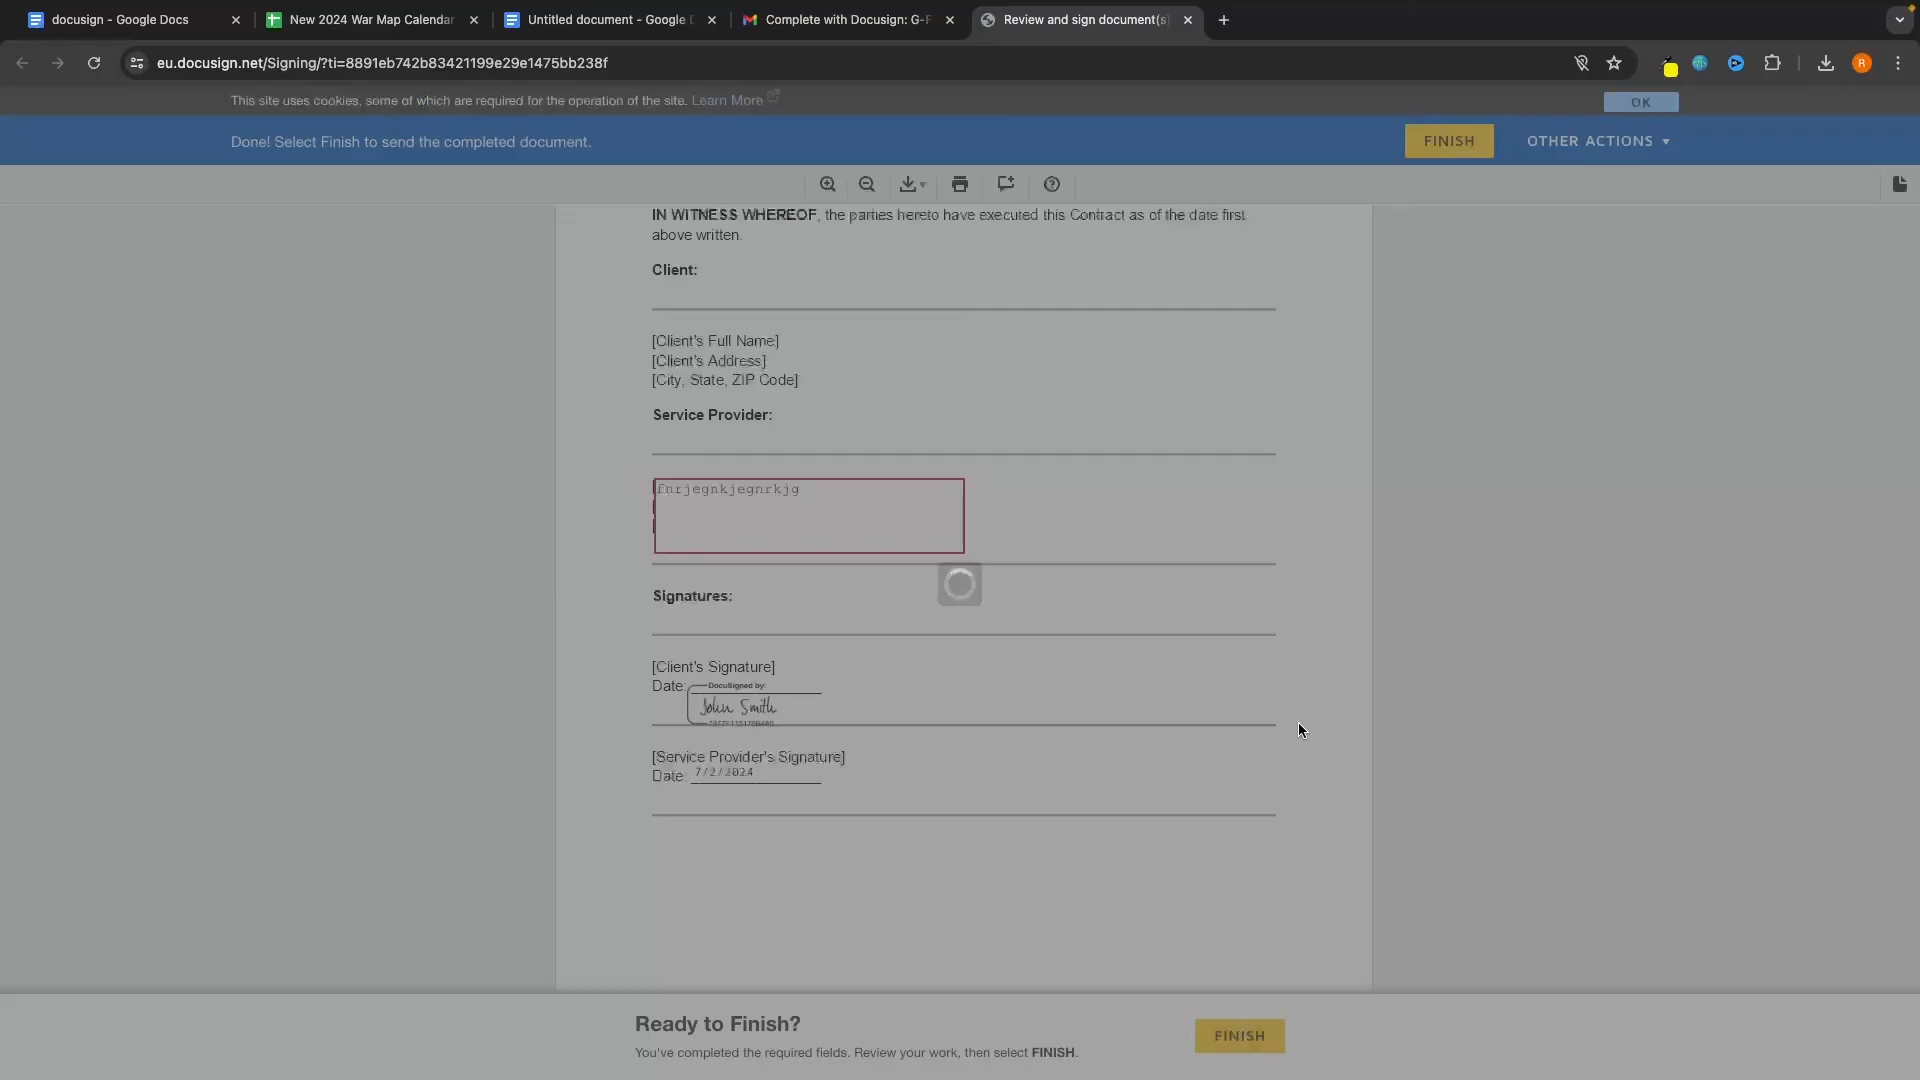 docusign - Google Docs
New 2024 War Map Calendar
Untitled document - Google
Complete with Docusign: G-F
Review and sign document(s)
eu.docusign.net/Signing/?ti=8891eb742b83421199e29e1475bb238f
R
This site uses cookies, some of which are required for the operation of the site. Learn More
OK
Done! Select Finish to send the completed document.
FINISH
OTHER ACTIONS
IN WITNESS WHEREOF, the parties hereto have executed this Contract as of the date first
above written.
Client:
[Client's Full Name]
[Client's Address]
[City, State, ZIP Code]
Service Provider:
fnrjegnkjegnrkjg
Signatures:
[Client's Signature]
Date:
DocuSigned by:
John Smith
[Service Provider's Signature]
Date 7/2/2024
Ready to Finish?
You've completed the required fields. Review your work, then select FINISH.
FINISH